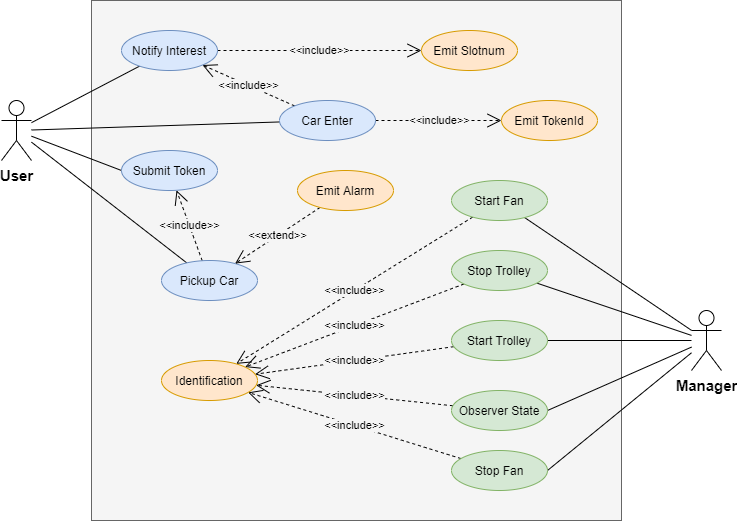 Notify Interest
<<include>>
Emit Slotnum
<<include>>
Car Enter
<<include>>
Emit TokenId
User
Submit Token
Emit Alarm
Start Fan
<<include>>
<<extend>>
Pickup Car
Stop Trolley
<<include>>
<<include>>
Start Trolley
<<include>>
Identification
Manager
<<include>>
Observer State
<<include>>
Stop Fan